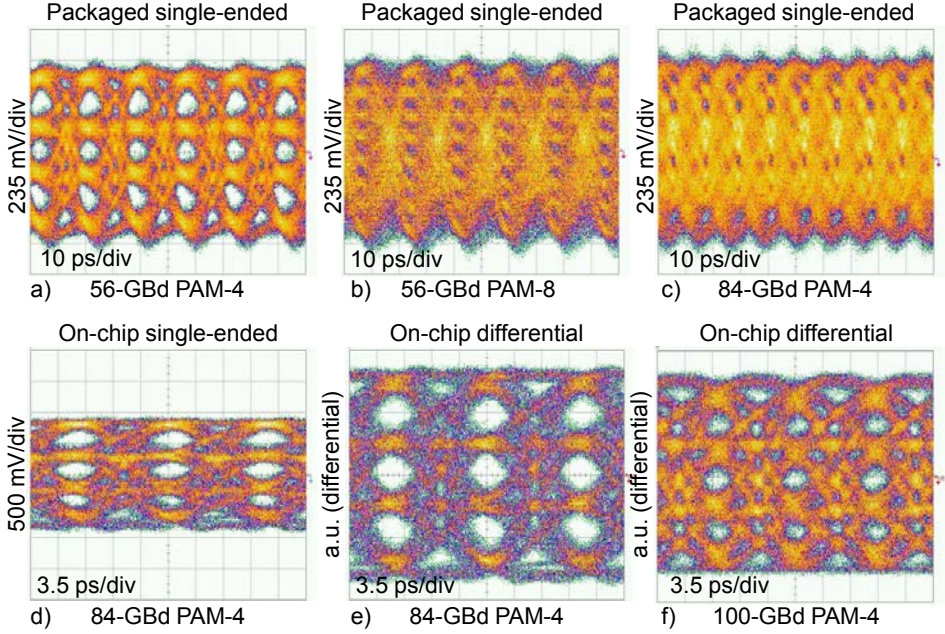 Packaged single-ended
235 mV/div
10 ps/div
a) 56-GBd PAM-4
Packaged single-ended
235 mV/div
10 ps/div
b) 56-GBd PAM-8
Packaged single-ended
235 mV/div
10 ps/div
c) 84-GBd PAM-4
On-chip single-ended
500 mV/div
3.5 ps/div
d) 84-GBd PAM-4
On-chip differential
a.u. (differential)
3.5 ps/div
e) 84-GBd PAM-4
On-chip differential
a.u. (differential)
3.5 ps/div
f) 100-GBd PAM-4